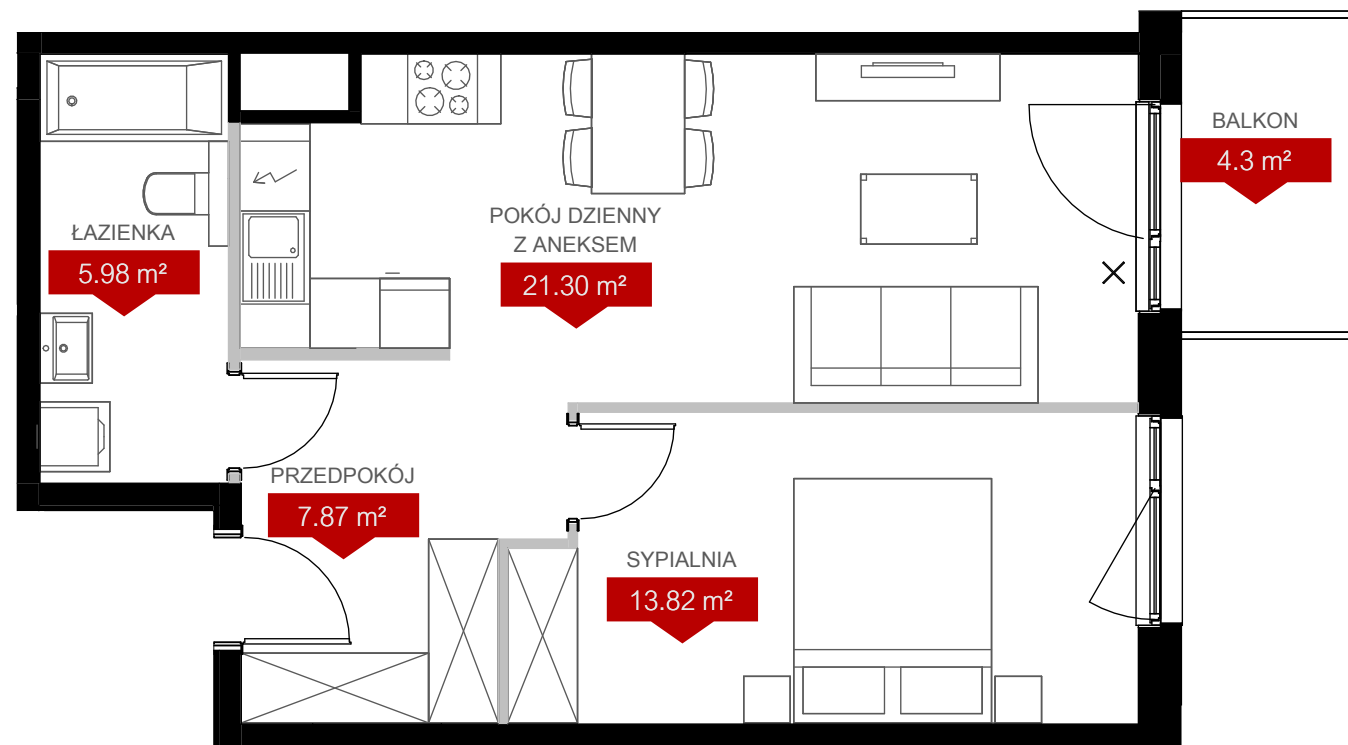 BALKON
4.3 m²
ŁAZIENKA
5.98 m²
POKÓJ DZIENNY
Z ANEKSEM
21.30 m²
PRZEDPOKÓJ
7.87 m²
SYPIALNIA
13.82 m²